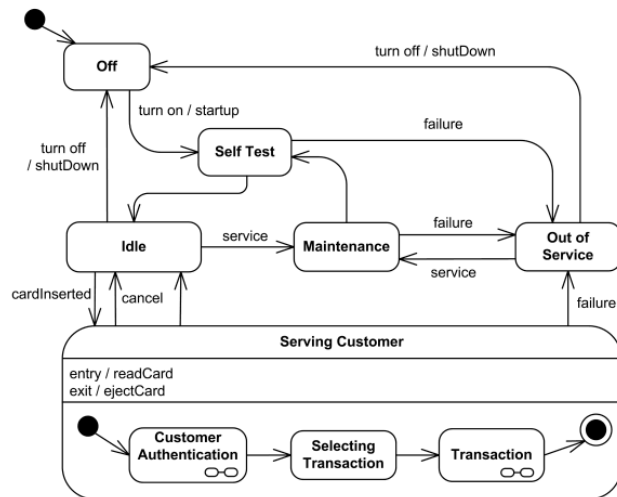 turn off / shutDown
Off
turn on / startup
failure
turn off
/ shutDown
Self Test
failure
Idle
service
Maintenance
Out of
Service
service
cardInserted
cancel
failure
Serving Customer
entry / readCard
exit / ejectCard
Customer
Authentication
Selecting
Transaction
Transaction